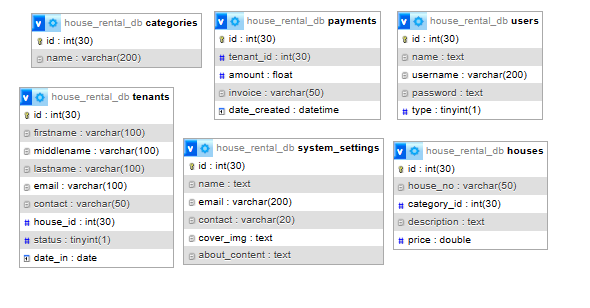 house_rental_db categories
id : int(30)
name : varchar(200)
house_rental_db payments
id : int(30)
tenant_id : int(30)
amount : float
invoice : varchar(50)
date_created : datetime
house_rental_db users
id : int(30)
name : text
username : varchar(200)
password : text
type : tinyint(1)
house_rental_db tenants
id : int(30)
firstname : varchar(100)
middlename : varchar(100)
lastname : varchar(100)
email : varchar(100)
contact : varchar(50)
house_id : int(30)
status : tinyint(1)
date_in : date
house_rental_db system_settings
id : int(30)
name : text
email : varchar(200)
contact : varchar(20)
cover_img : text
about_content : text
house_rental_db houses
id : int(30)
house_no : varchar(50)
category_id : int(30)
description : text
price : double